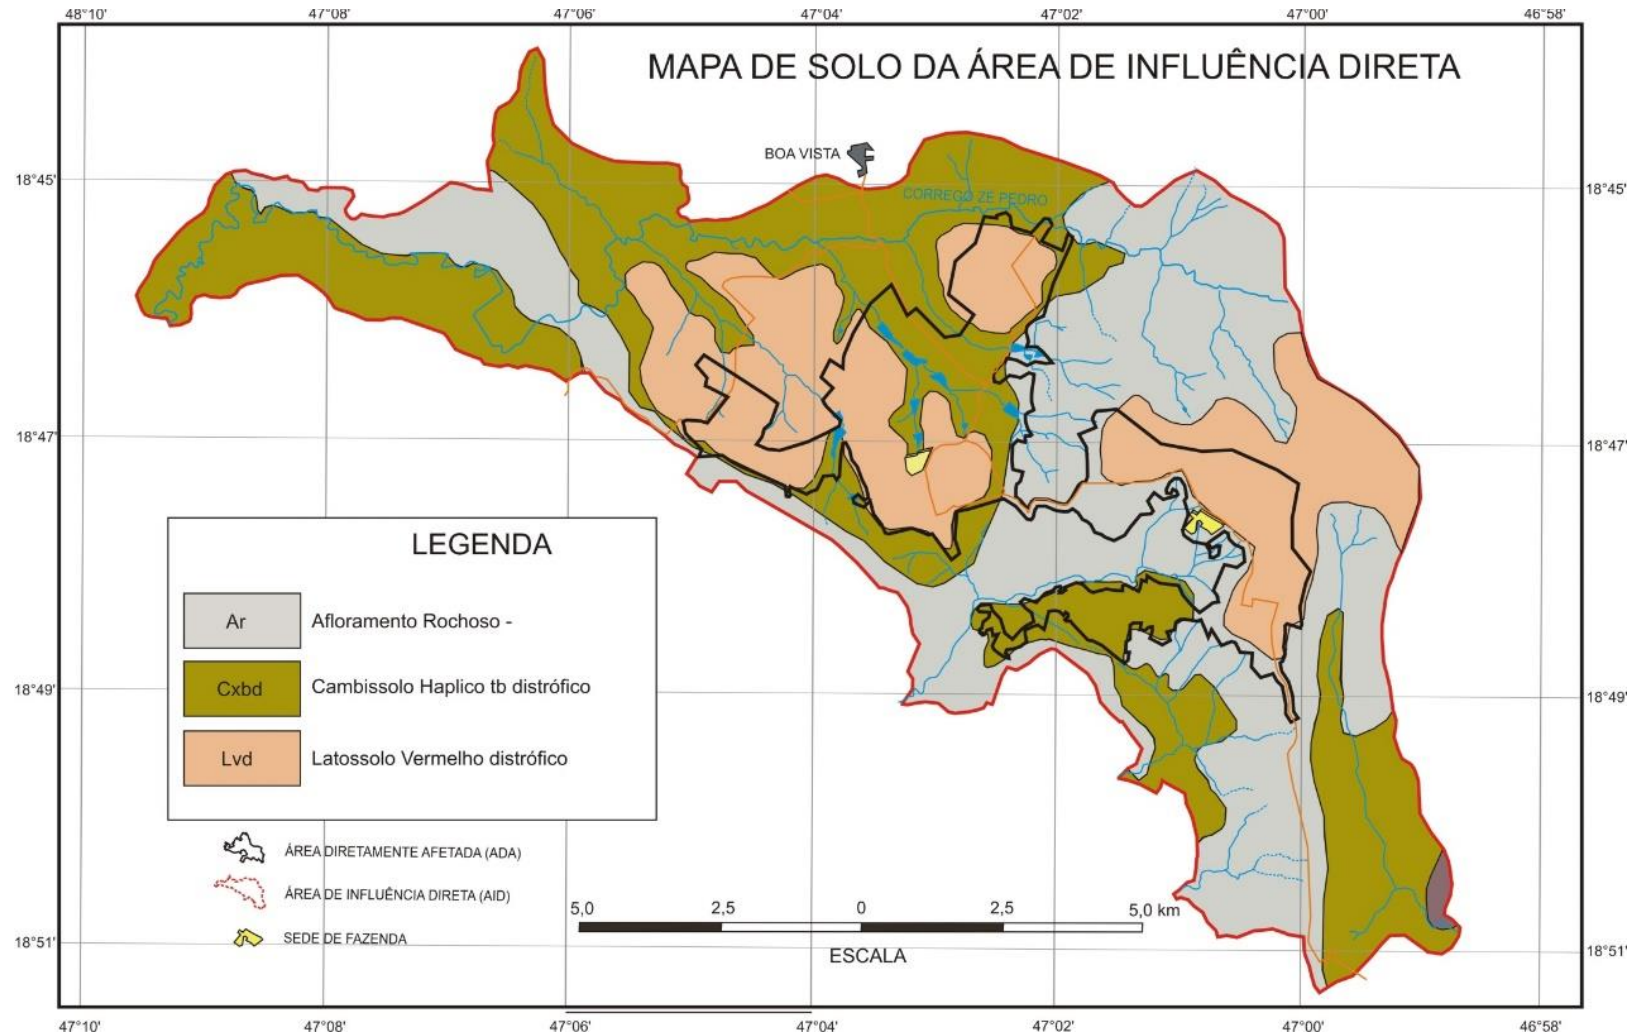 48°10' 47°08' 47°06' 47°04' 47°02' 47°00' 46°58'
MAPA DE SOLO DA ÁREA DE INFLUÊNCIA DIRETA
BOA VISTA
18°45' 18°45'
CORREGO ZÉ PEDRO
18°47' 18°47'
LEGENDA
Ar Afloramento Rochoso -
Cxbd Cambissolo Haplico tb distrófico
18°49' 18°49'
Lvd Latossolo Vermelho distrófico
ÁREA DIRETAMENTE AFETADA (ADA)
ÁREA DE INFLUÊNCIA DIRETA (AID)
5,0 2,5 0 2,5 5,0 km
SEDE DE FAZENDA
18°51' 18°51'
ESCALA
47°10' 47°08' 47°06' 47°04' 47°02' 47°00' 46°58'